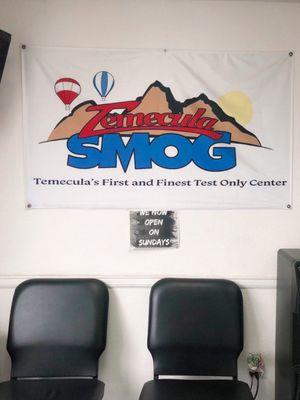 Temecula
SMOG
Temecula's First and Finest Test Only Center
WE NOW
OPEN
ON
SUNDAYS